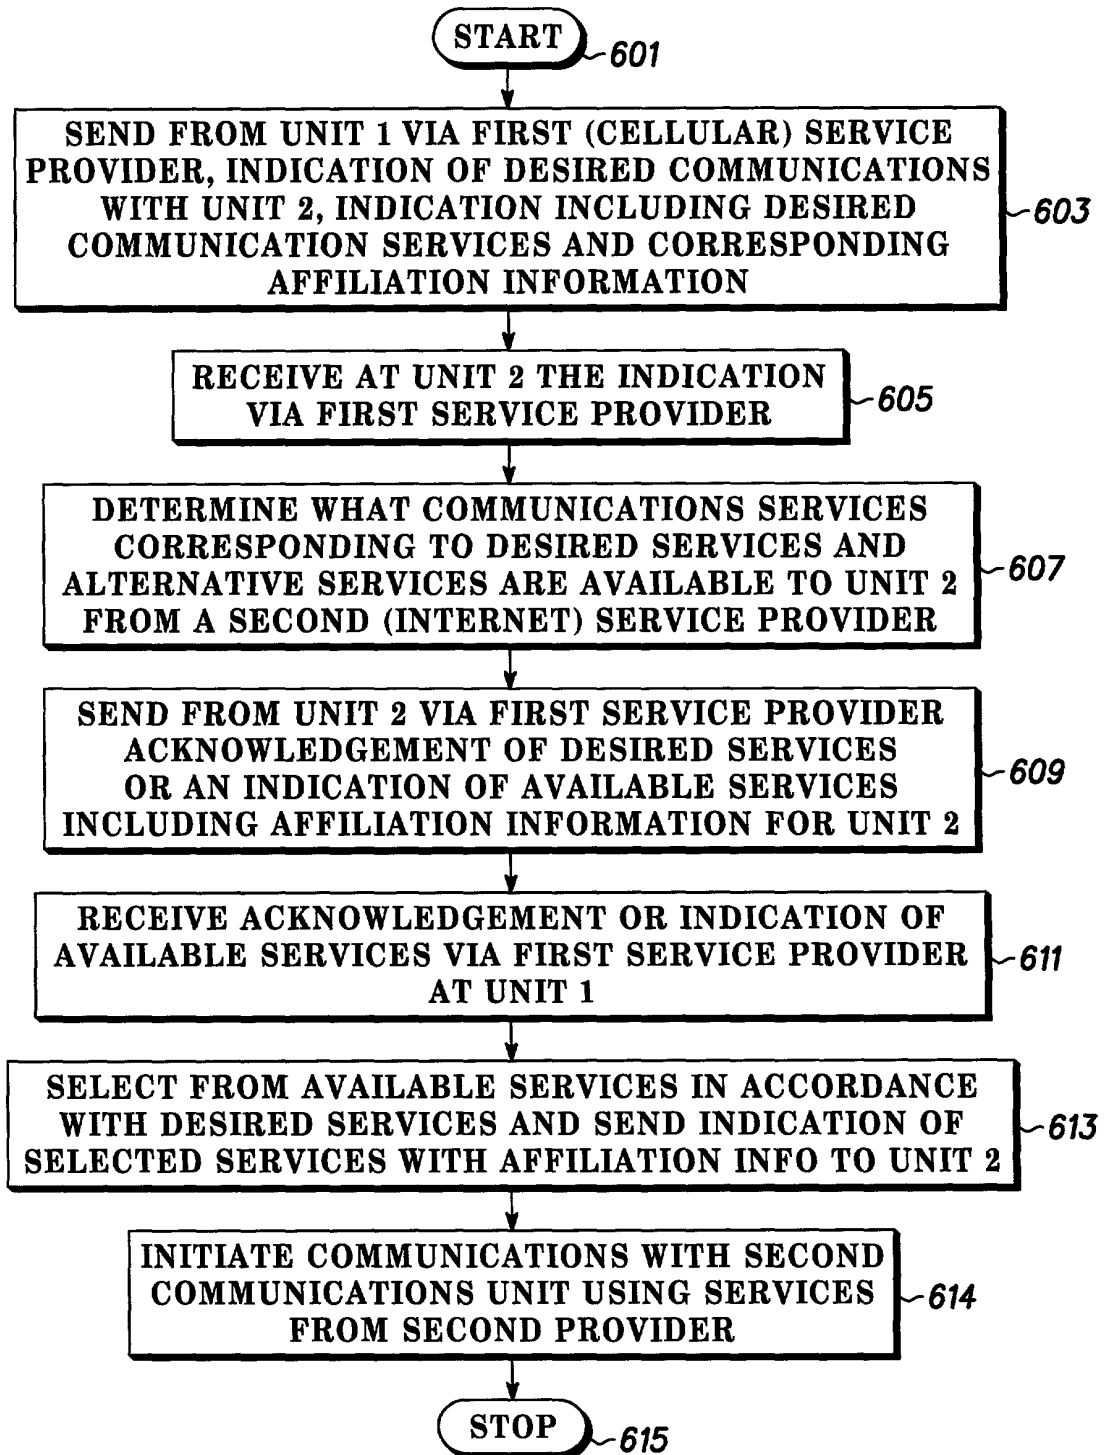 START
601
SEND FROM UNIT 1 VIA FIRST (CELLULAR) SERVICE
PROVIDER, INDICATION OF DESIRED COMMUNICATIONS
WITH UNIT 2, INDICATION INCLUDING DESIRED
COMMUNICATION SERVICES AND CORRESPONDING
AFFILIATION INFORMATION
603
RECEIVE AT UNIT 2 THE INDICATION
VIA FIRST SERVICE PROVIDER
605
DETERMINE WHAT COMMUNICATIONS SERVICES
CORRESPONDING TO DESIRED SERVICES AND
ALTERNATIVE SERVICES ARE AVAILABLE TO UNIT 2
FROM A SECOND (INTERNET) SERVICE PROVIDER
607
SEND FROM UNIT 2 VIA FIRST SERVICE PROVIDER
ACKNOWLEDGEMENT OF DESIRED SERVICES
OR AN INDICATION OF AVAILABLE SERVICES
INCLUDING AFFILIATION INFORMATION FOR UNIT 2
609
RECEIVE ACKNOWLEDGEMENT OR INDICATION OF
AVAILABLE SERVICES VIA FIRST SERVICE PROVIDER
AT UNIT 1
611
SELECT FROM AVAILABLE SERVICES IN ACCORDANCE
WITH DESIRED SERVICES AND SEND INDICATION OF
SELECTED SERVICES WITH AFFILIATION INFO TO UNIT 2
613
INITIATE COMMUNICATIONS WITH SECOND
COMMUNICATIONS UNIT USING SERVICES
FROM SECOND PROVIDER
614
STOP
615